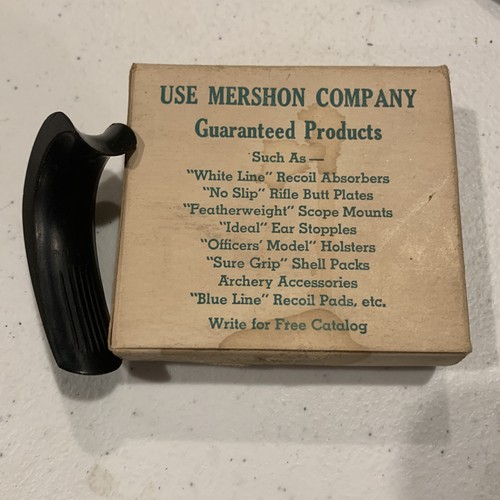 USE MERSHON COMPANY
Guaranteed Products
Such As —
"White Line" Recoil Absorbers
"No Slip" Rifle Butt Plates
"Featherweight" Scope Mounts
"Ideal" Ear Stopples
"Officers' Model" Holsters
"Sure Grip" Shell Packs
Archery Accessories
"Blue Line" Recoil Pads, etc.
Write for Free Catalog